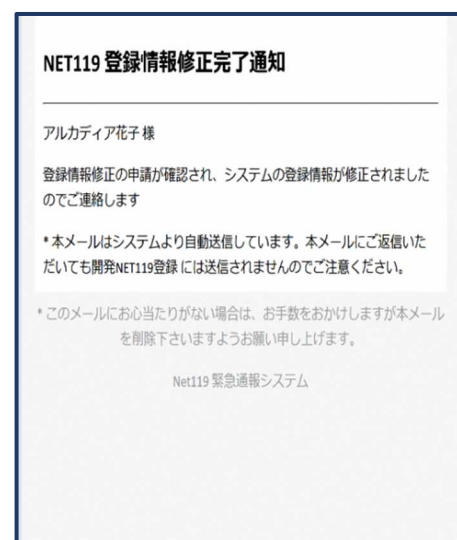 NET119 登録情報修正完了通知
アルカディア花子 様
登録情報修正の申請が確認され、システムの登録情報が修正されました
のでご連絡します
* 本メールはシステムより自動送信しています。本メールにご返信いた
だいても開発NET119登録 には送信されませんのでご注意ください。
* このメールにお心当たりがない場合は、お手数をおかけしますが本メール
を削除下さいますようお願い申し上げます。
Net119 緊急通報システム